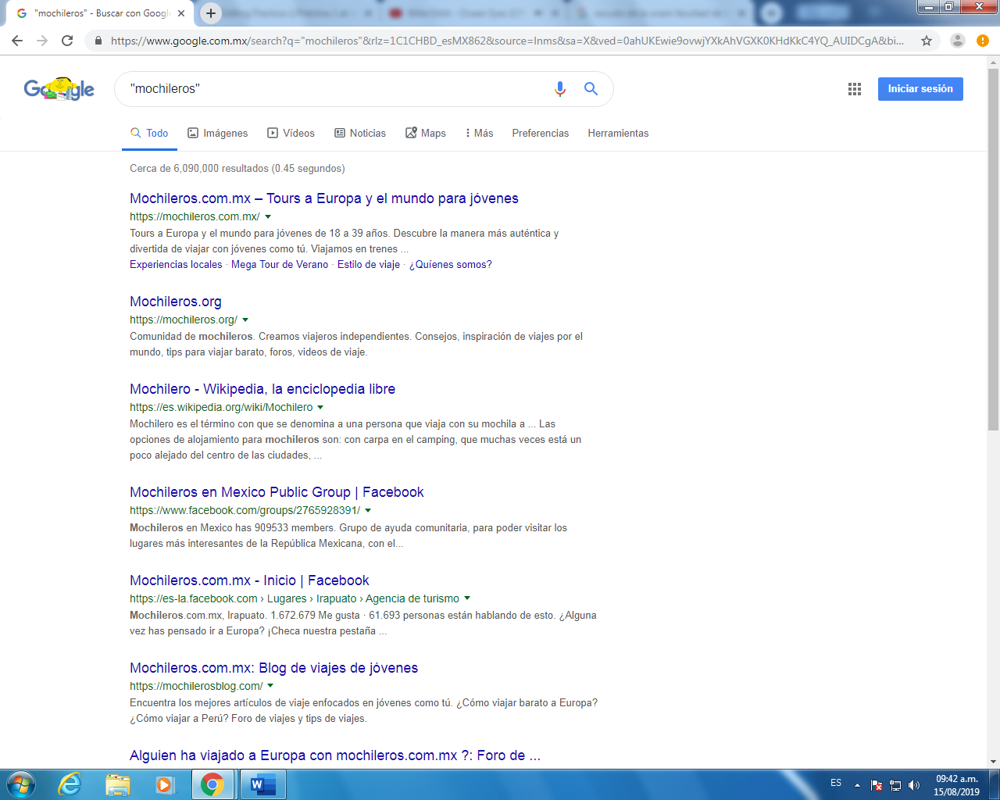 "mochileros" - Buscar con Google
https://www.google.com.mx/search?q="mochileros"&rlz=1C1CHBD_esMX862&source=lnms&sa=X&ved=0ahUKEwie9ovwjYXkAhVGXK0KHdKkC4YQ_AUIDCgA&bi...
Google
"mochileros"
Iniciar sesión
Todo Imágenes Vídeos Noticias Maps Más Preferencias Herramientas
Cerca de 6,090,000 resultados (0.45 segundos)
Mochileros.com.mx – Tours a Europa y el mundo para jóvenes
https://mochileros.com.mx/
Tours a Europa y el mundo para jóvenes de 18 a 39 años. Descubre la manera más auténtica y
divertida de viajar con jóvenes como tú. Viajamos en trenes ...
Experiencias locales · Mega Tour de Verano · Estilo de viaje · ¿Quíenes somos?
Mochileros.org
https://mochileros.org/
Comunidad de mochileros. Creamos viajeros independientes. Consejos, inspiración de viajes por el
mundo, tips para viajar barato, foros, videos de viaje.
Mochilero - Wikipedia, la enciclopedia libre
https://es.wikipedia.org/wiki/Mochilero
Mochilero es el término con que se denomina a una persona que viaja con su mochila a ... Las
opciones de alojamiento para mochileros son: con carpa en el camping, que muchas veces está un
poco alejado del centro de las ciudades, ...
Mochileros en Mexico Public Group | Facebook
https://www.facebook.com/groups/2765928391/
Mochileros en Mexico has 909533 members. Grupo de ayuda comunitaria, para poder visitar los
lugares más interesantes de la República Mexicana, con el...
Mochileros.com.mx - Inicio | Facebook
https://es-la.facebook.com › Lugares › Irapuato › Agencia de turismo
Mochileros.com.mx, Irapuato. 1.672.679 Me gusta · 61.693 personas están hablando de esto. ¿Alguna
vez has pensado ir a Europa? ¡Checa nuestra pestaña ...
Mochileros.com.mx: Blog de viajes de jóvenes
https://mochilerosblog.com/
Encuentra los mejores artículos de viaje enfocados en jóvenes como tú. ¿Cómo viajar barato a Europa?
¿Cómo viajar a Perú? Foro de viajes y tips de viajes.
Alguien ha viajado a Europa con mochileros.com.mx ?: Foro de ...
ES
09:42 a.m.
15/08/2019